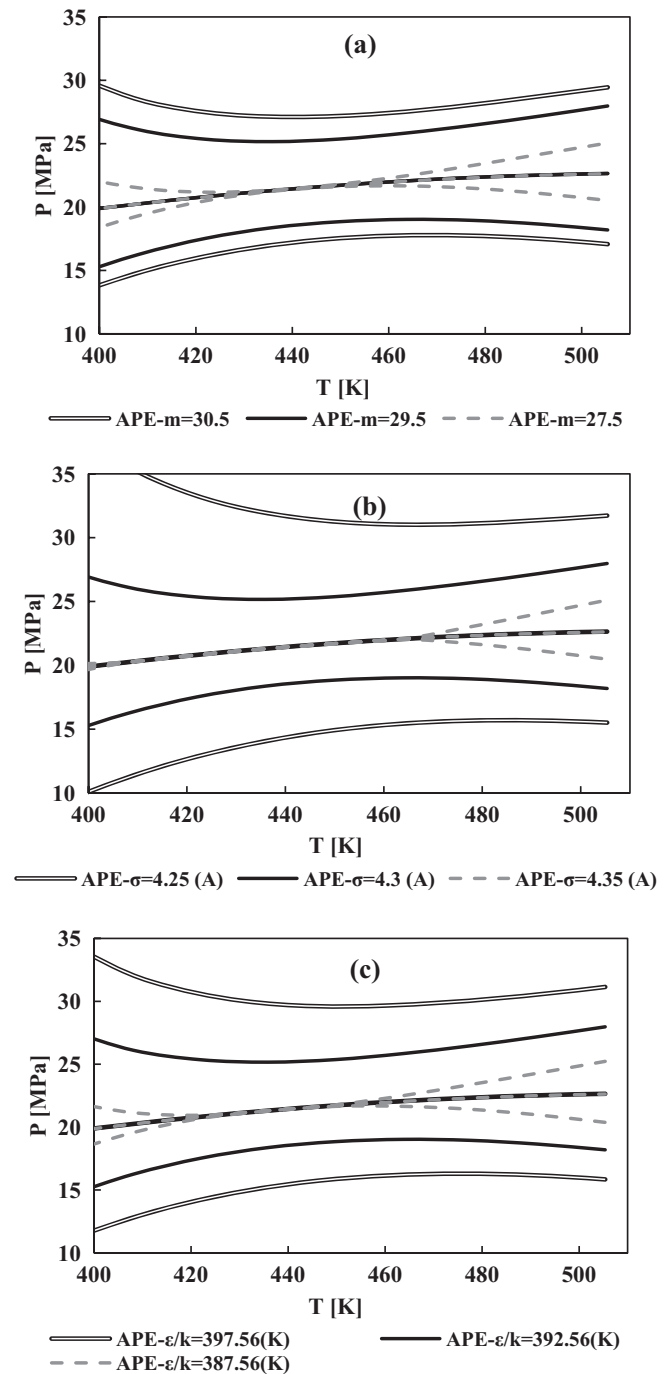 (a)
P [MPa]
35
30
25
20
15
10
400 420 440 460 480 500
T [K]
APE-m=30.5 APE-m=29.5 APE-m=27.5
(b)
P [MPa]
35
30
25
20
15
10
400 420 440 460 480 500
T [K]
APE-σ=4.25 (A) APE-σ=4.3 (A) APE-σ=4.35 (A)
(c)
P [MPa]
35
30
25
20
15
10
400 420 440 460 480 500
T [K]
APE-ε/k=397.56(K) APE-ε/k=392.56(K)
APE-ε/k=387.56(K)